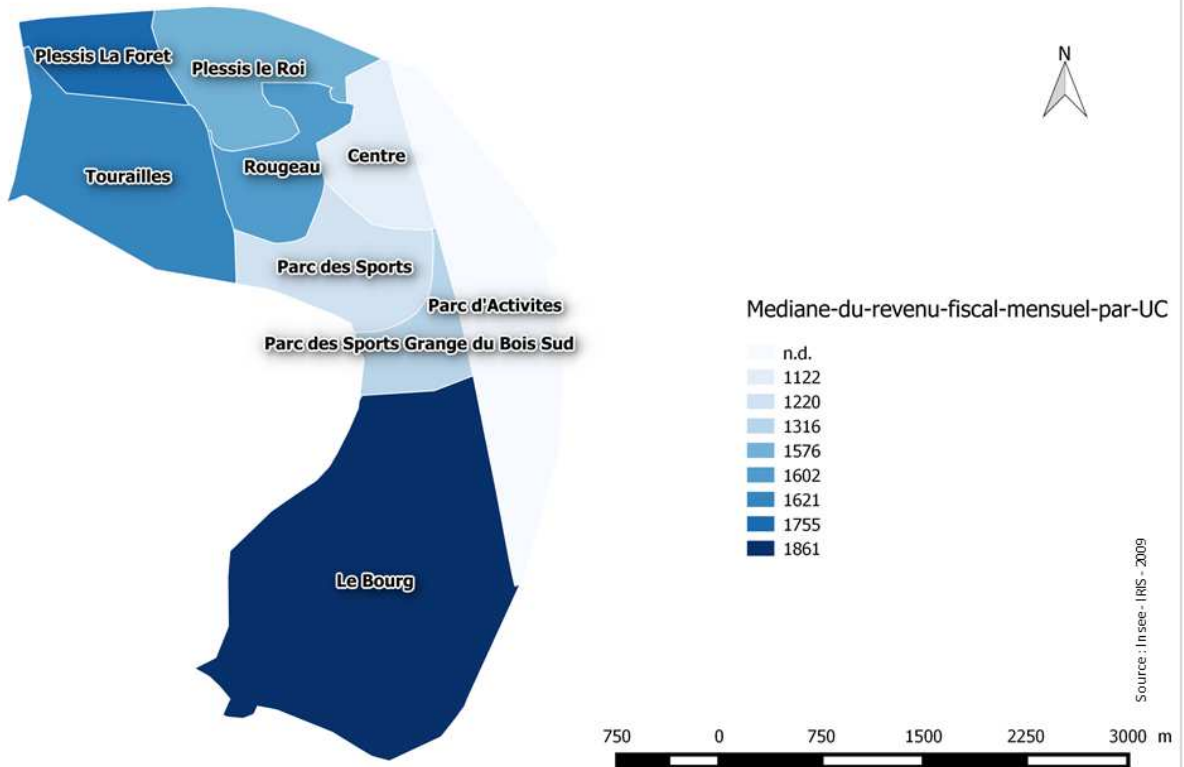 N
Plessis La Foret
Plessis le Roi
Centre
Rougeau
Tourailles
Parc des Sports
Parc d'Activites
Parc des Sports Grange du Bois Sud
Le Bourg
Mediane-du-revenu-fiscal-mensuel-par-UC
n.d.
1122
1220
1316
1576
1602
1621
1755
1861
Source : Insee - IRIS - 2009
750 0 750 1500 2250 3000 m